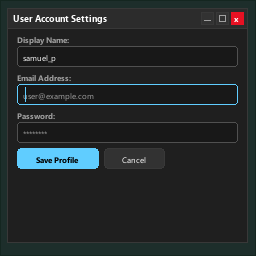 User Account Settings
Display Name:
samuel_p
Email Address:
user@example.com
Password:
********
Save Profile
Cancel